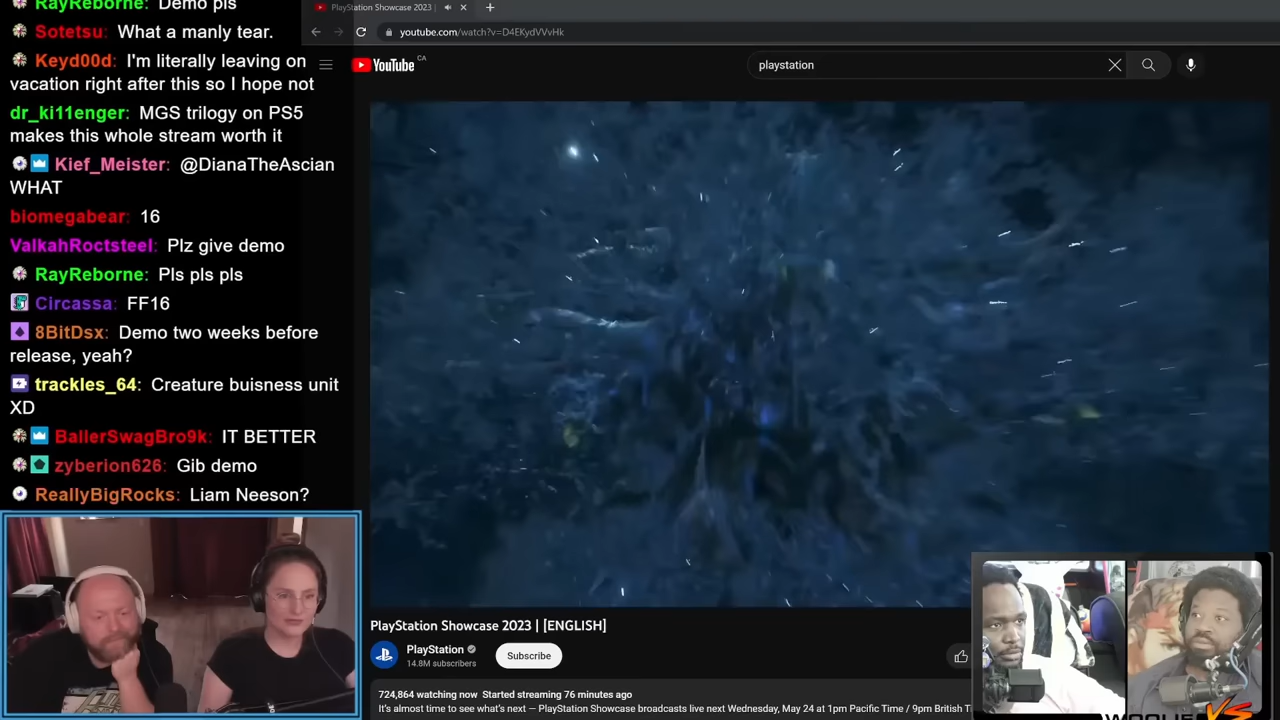 RayReborne: Demo pls
Sotetsu: What a manly tear.
Keyd00d: I'm literally leaving on
vacation right after this so I hope not
dr_ki11enger: MGS trilogy on PS5
makes this whole stream worth it
Kief_Meister: @DianaTheAscian
WHAT
biomegabear: 16
ValkahRoctsteel: Plz give demo
RayReborne: Pls pls pls
Circassa: FF16
8BitDsx: Demo two weeks before
release, yeah?
trackles_64: Creature buisness unit
XD
BallerSwagBro9k: IT BETTER
zyberion626: Gib demo
ReallyBigRocks: Liam Neeson?
PlayStation Showcase 2023 |
youtube.com/watch?v=D4EKydVVvHk
YouTube CA
playstation
PlayStation Showcase 2023 | [ENGLISH]
PlayStation
14.8M subscribers
Subscribe
724,864 watching now Started streaming 76 minutes ago
It's almost time to see what's next — PlayStation Showcase broadcasts live next Wednesday, May 24 at 1pm Pacific Time / 9pm British T
VS